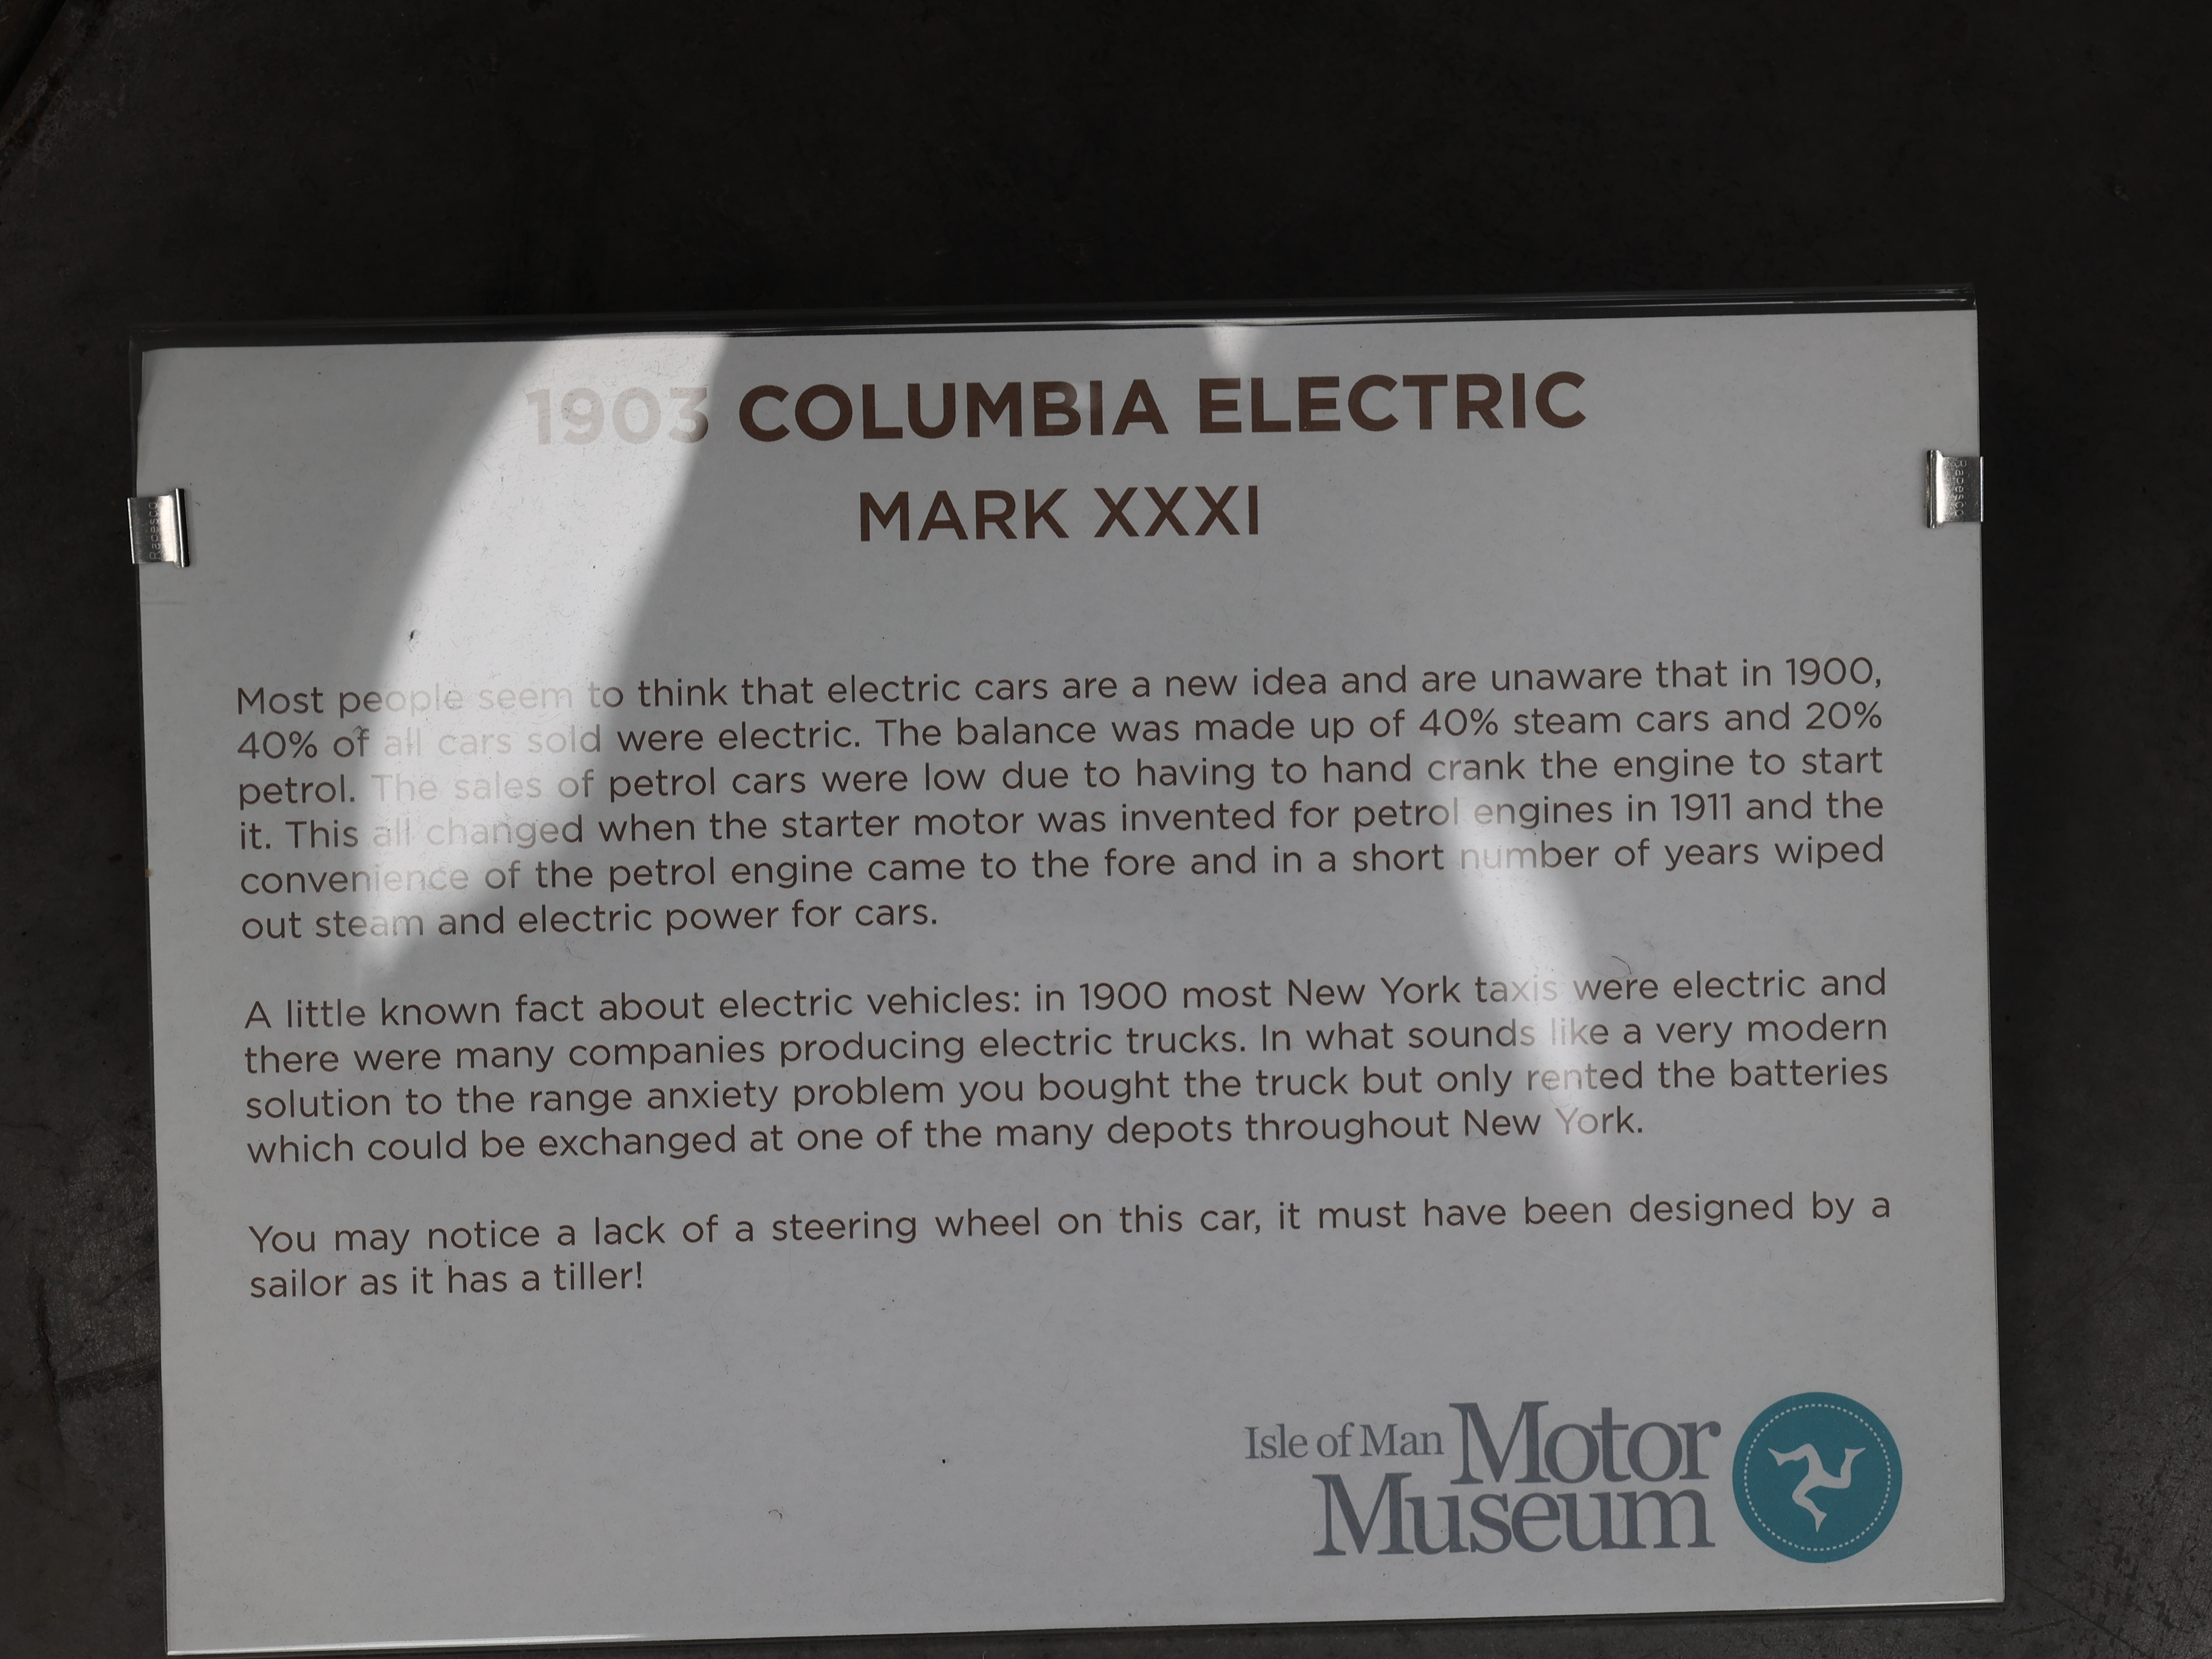 1903 COLUMBIA ELECTRIC
MARK XXXI
Most people seem to think that electric cars are a new idea and are unaware that in 1900,
40% of all cars sold were electric. The balance was made up of 40% steam cars and 20%
petrol. The sales of petrol cars were low due to having to hand crank the engine to start
it. This all changed when the starter motor was invented for petrol engines in 1911 and the
convenience of the petrol engine came to the fore and in a short number of years wiped
out steam and electric power for cars.
A little known fact about electric vehicles: in 1900 most New York taxis were electric and
there were many companies producing electric trucks. In what sounds like a very modern
solution to the range anxiety problem you bought the truck but only rented the batteries
which could be exchanged at one of the many depots throughout New York.
You may notice a lack of a steering wheel on this car, it must have been designed by a
sailor as it has a tiller!
Isle of Man Motor
Museum